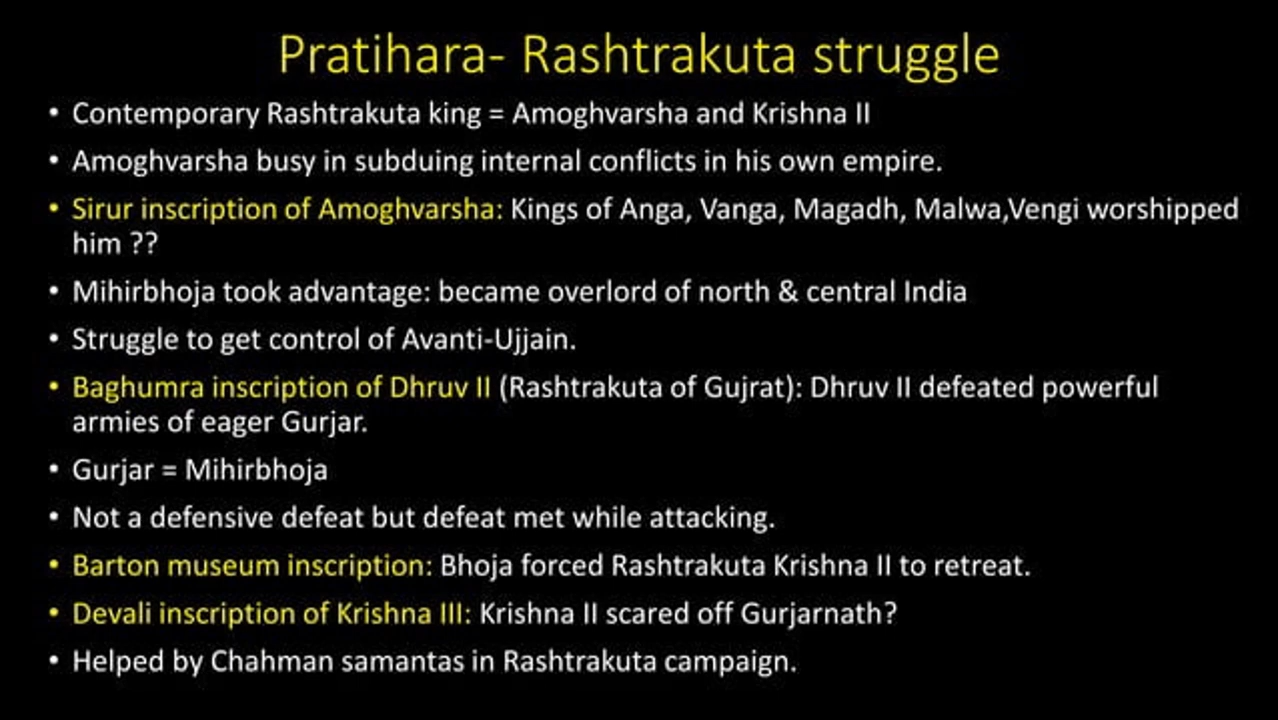 Pratihara- Rashtrakuta struggle
• Contemporary Rashtrakuta king = Amoghvarsha and Krishna II
• Amoghvarsha busy in subduing internal conflicts in his own empire.
• Sirur inscription of Amoghvarsha: Kings of Anga, Vanga, Magadh, Malwa,Vengi worshipped
him ??
• Mihirbhoja took advantage: became overlord of north & central India
• Struggle to get control of Avanti-Ujjain.
• Baghumra inscription of Dhruv II (Rashtrakuta of Gujrat): Dhruv II defeated powerful
armies of eager Gurjar.
• Gurjar = Mihirbhoja
• Not a defensive defeat but defeat met while attacking.
• Barton museum inscription: Bhoja forced Rashtrakuta Krishna II to retreat.
• Devali inscription of Krishna III: Krishna II scared off Gurjarnath?
• Helped by Chahman samantas in Rashtrakuta campaign.